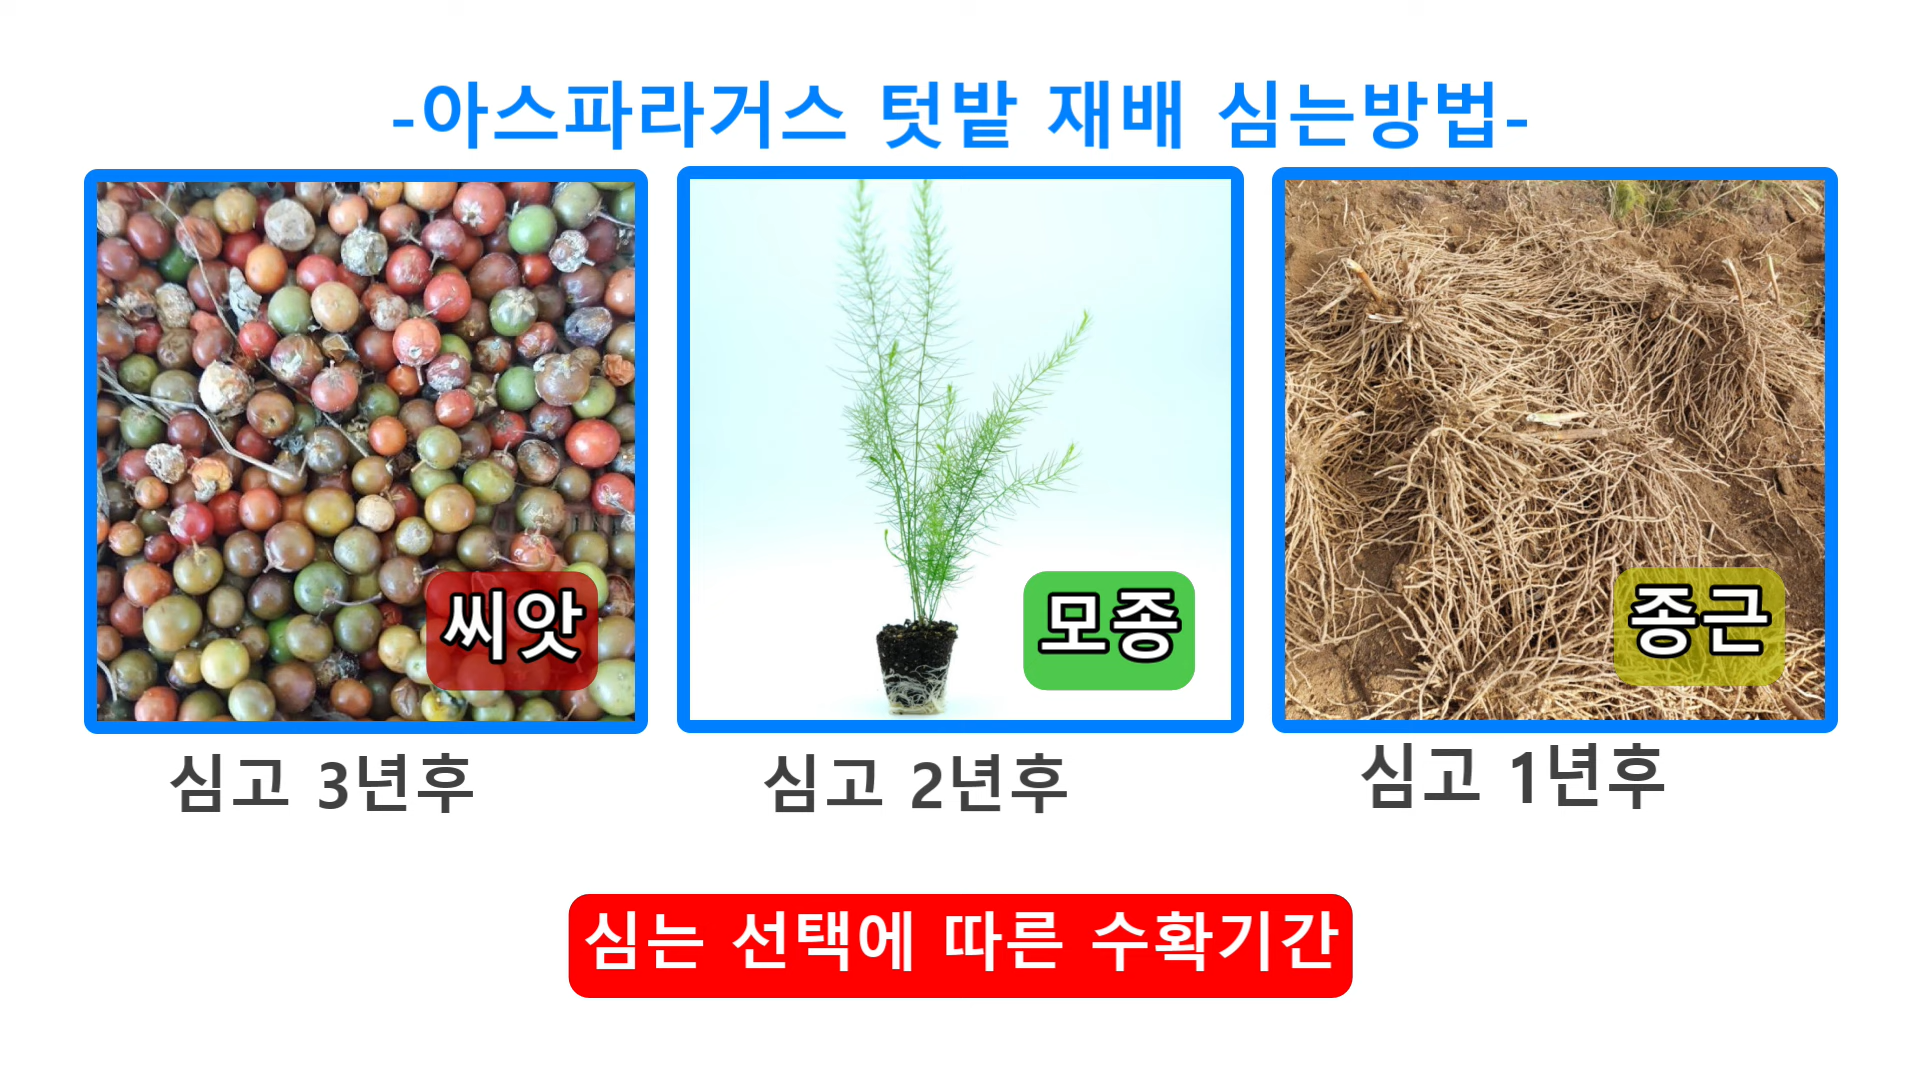 -아스파라거스 텃밭 재배 심는방법-
씨앗
모종
종근
심고 3년후
심고 2년후
심고 1년후
심는 선택에 따른 수확기간